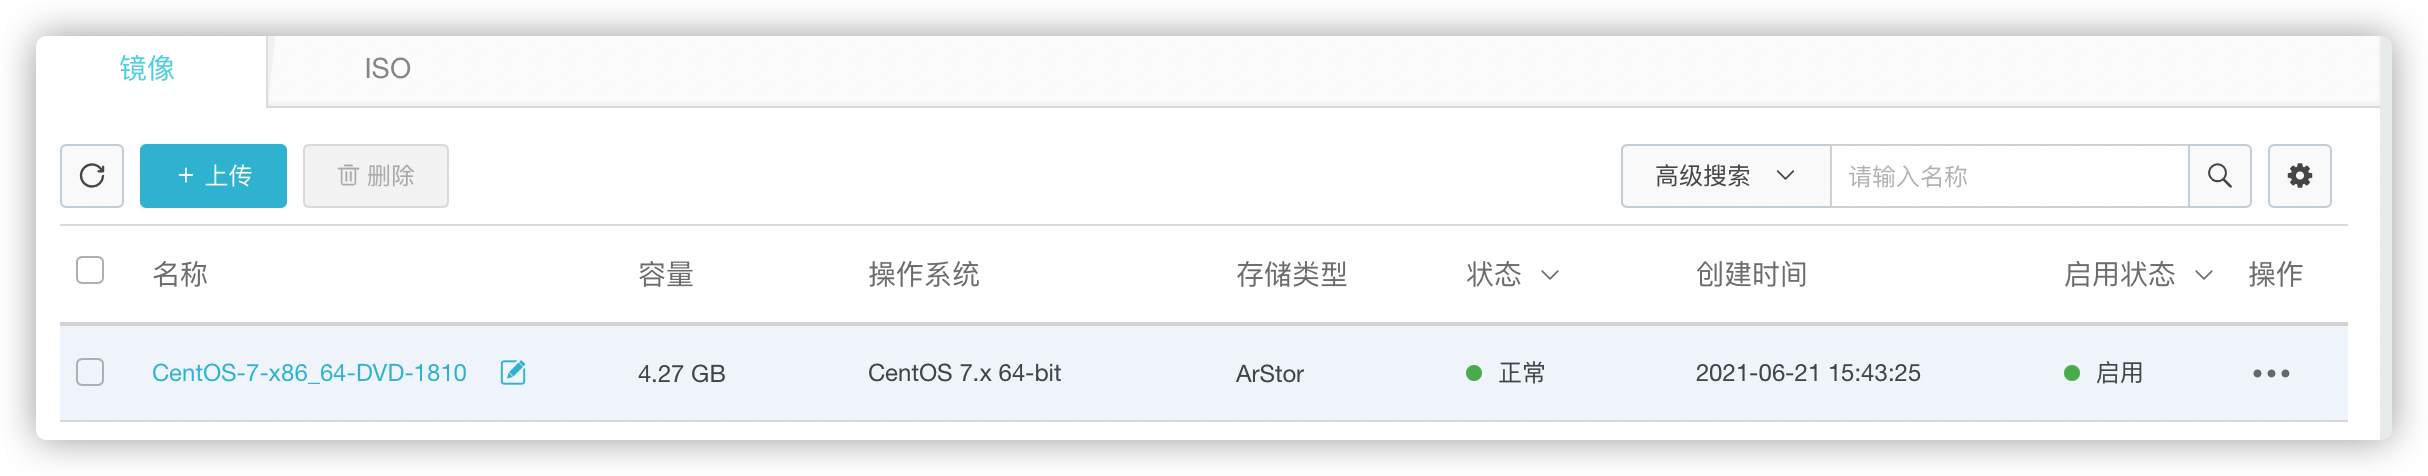 镜像 ISO
+ 上传 删除 高级搜索 请输入名称
名称 容量 操作系统 存储类型 状态 创建时间 启用状态 操作
CentOS-7-x86_64-DVD-1810 4.27 GB CentOS 7.x 64-bit ArStor 正常 2021-06-21 15:43:25 启用 •••